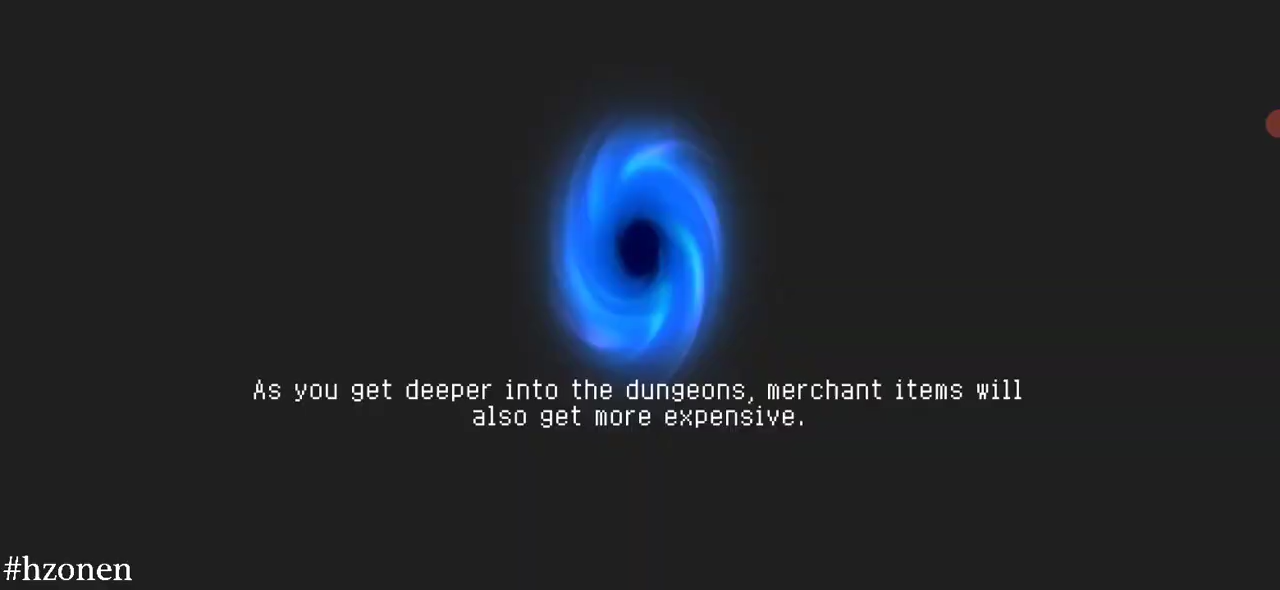 As you get deeper into the dungeons, merchant items will
also get more expensive.
#hzonen